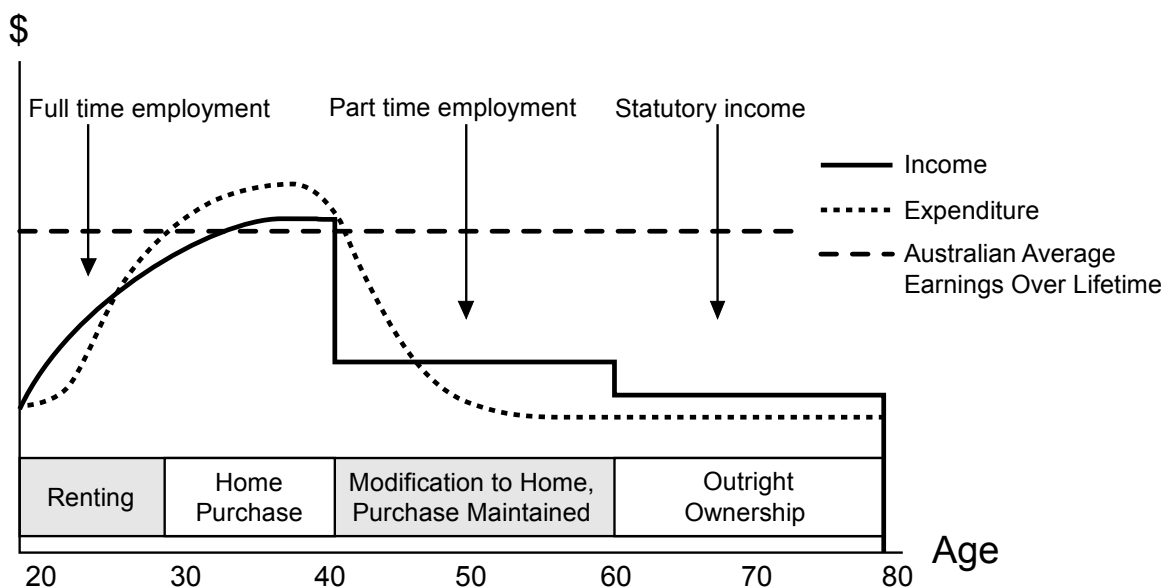 $
Full time employment
Part time employment
Statutory income
Income
Expenditure
Australian Average
Earnings Over Lifetime
Renting
Home
Purchase
Modification to Home,
Purchase Maintained
Outright
Ownership
Age
20 30 40 50 60 70 80